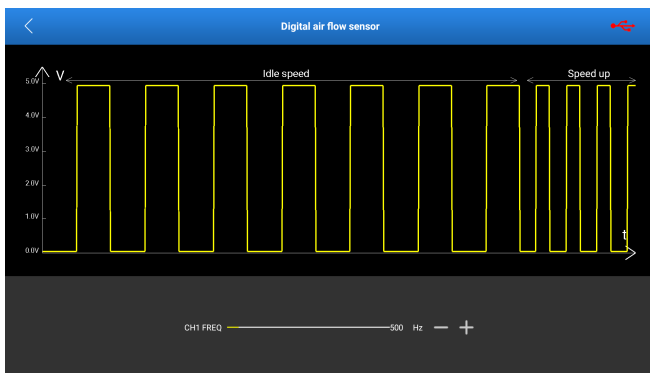 Digital air flow sensor
V
Idle speed
Speed up
5.0V
4.0V
3.0V
2.0V
1.0V
0.0V
t
CH1 FREQ 500 Hz